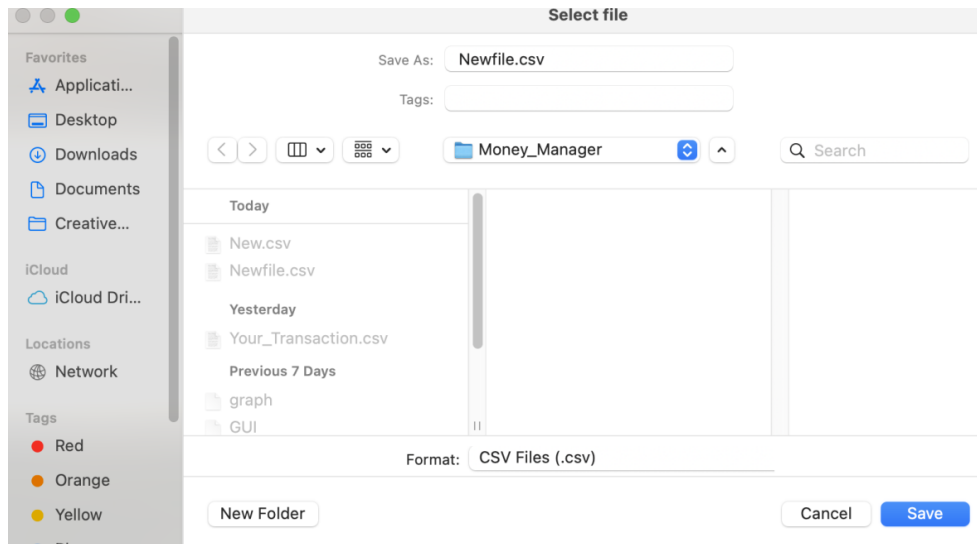 Select file
Favorites
Applicati...
Desktop
Downloads
Documents
Creative...
iCloud
iCloud Dri...
Locations
Network
Tags
Red
Orange
Yellow
Save As: Newfile.csv
Tags:
Money_Manager
Search
Today
New.csv
Newfile.csv
Yesterday
Your_Transaction.csv
Previous 7 Days
graph
GUI
Format: CSV Files (.csv)
New Folder
Cancel
Save